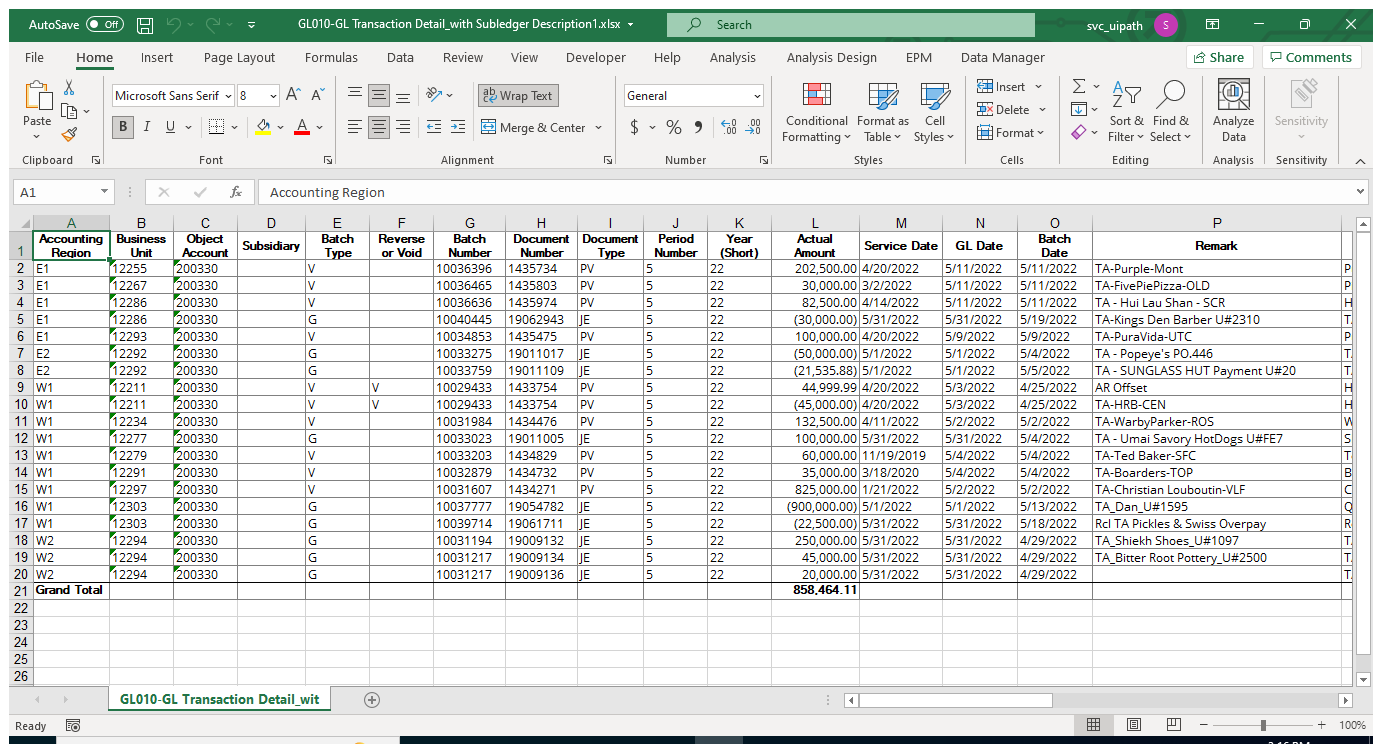 AutoSave Off GL010-GL Transaction Detail_with Subledger Description1.xlsx Search svc_uipath S
File Home Insert Page Layout Formulas Data Review View Developer Help Analysis Analysis Design EPM Data Manager Share Comments
Paste Microsoft Sans Serif 8 A A ab Wrap Text General Insert
B I U A Merge & Center $ % Conditional Formatting Format as Table Cell Styles Delete Format Sort & Filter Find & Select Analyze Data Sensitivity
Clipboard Font Alignment Number Styles Cells Editing Analysis Sensitivity
A1 fx Accounting Region
A B C D E F G H I J K L M N O P
1 Accounting Region Business Unit Object Account Subsidiary Batch Type Reverse or Void Batch Number Document Number Document Type Period Number Year (Short) Actual Amount Service Date GL Date Batch Date Remark
2 E1 12255 200330 V 10036396 1435734 PV 5 22 202,500.00 4/20/2022 5/11/2022 5/11/2022 TA-Purple-Mont P
3 E1 12267 200330 V 10036465 1435803 PV 5 22 30,000.00 3/2/2022 5/11/2022 5/11/2022 TA-FivePiePizza-OLD P
4 E1 12286 200330 V 10036636 1435974 PV 5 22 82,500.00 4/14/2022 5/11/2022 5/11/2022 TA - Hui Lau Shan - SCR H
5 E1 12286 200330 G 10040445 19062943 JE 5 22 (30,000.00) 5/31/2022 5/31/2022 5/19/2022 TA-Kings Den Barber U#2310 T
6 E1 12293 200330 V 10034853 1435475 PV 5 22 100,000.00 4/20/2022 5/9/2022 5/9/2022 TA-PuraVida-UTC P
7 E2 12292 200330 G 10033275 19011017 JE 5 22 (50,000.00) 5/1/2022 5/1/2022 5/4/2022 TA - Popeye's PO.446 T
8 E2 12292 200330 G 10033759 19011109 JE 5 22 (21,535.88) 5/1/2022 5/1/2022 5/5/2022 TA - SUNGLASS HUT Payment U#20 T
9 W1 12211 200330 V V 10029433 1433754 PV 5 22 44,999.99 4/20/2022 5/3/2022 4/25/2022 AR Offset H
10 W1 12211 200330 V V 10029433 1433754 PV 5 22 (45,000.00) 4/20/2022 5/3/2022 4/25/2022 TA-HRB-CEN H
11 W1 12234 200330 V 10031984 1434476 PV 5 22 132,500.00 4/11/2022 5/2/2022 5/2/2022 TA-WarbyParker-ROS W
12 W1 12277 200330 G 10033023 19011005 JE 5 22 100,000.00 5/31/2022 5/31/2022 5/4/2022 TA - Umai Savory HotDogs U#FE7 S
13 W1 12279 200330 V 10033203 1434829 PV 5 22 60,000.00 11/19/2019 5/4/2022 5/4/2022 TA-Ted Baker-SFC T
14 W1 12291 200330 V 10032879 1434732 PV 5 22 35,000.00 3/18/2020 5/4/2022 5/4/2022 TA-Boarders-TOP B
15 W1 12297 200330 V 10031607 1434271 PV 5 22 825,000.00 1/21/2022 5/2/2022 5/2/2022 TA-Christian Louboutin-VLF C
16 W1 12303 200330 G 10037777 19054782 JE 5 22 (900,000.00) 5/1/2022 5/1/2022 5/13/2022 TA_Dan_U#1595 Q
17 W1 12303 200330 G 10039714 19061711 JE 5 22 (22,500.00) 5/31/2022 5/31/2022 5/18/2022 Rcl TA Pickles & Swiss Overpay R
18 W2 12294 200330 G 10031194 19009132 JE 5 22 250,000.00 5/31/2022 5/31/2022 4/29/2022 TA_Shiekh Shoes_U#1097 T
19 W2 12294 200330 G 10031217 19009134 JE 5 22 45,000.00 5/31/2022 5/31/2022 4/29/2022 TA_Bitter Root Pottery_U#2500 T
20 W2 12294 200330 G 10031217 19009136 JE 5 22 20,000.00 5/31/2022 5/31/2022 4/29/2022 T
21 Grand Total 858,464.11
22
23
24
25
26
GL010-GL Transaction Detail_wit
Ready 100%